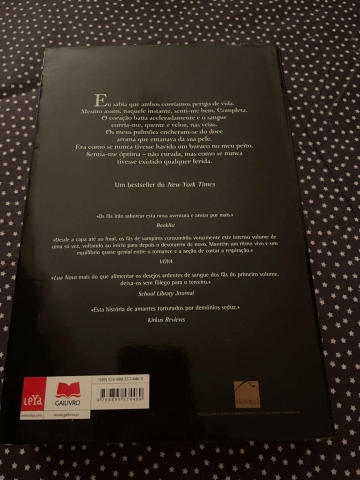 Eu sabia que ambos corríamos perigo de vida.
Mesmo assim, naquele instante, senti-me bem. Completa.
O coração batia aceleradamente e o sangue
corria-me, quente e veloz, nas veias.
Os meus pulmões encheram-se do doce
aroma que emanava da sua pele.
Era como se nunca tivesse havido um buraco no meu peito.
Sentia-me óptima – não curada, mas como se nunca
tivesse existido qualquer ferida.
Um bestseller do New York Times
«Os fãs irão saborear esta nova aventura e ansiar por mais.»
Booklist
«Desde a capa até ao final, os fãs de vampiros consumirão vorazmente este intenso volume de
uma só vez, voltando ao início para depois o devorarem de novo. Mantém um ritmo vivo e um
equilíbrio quase genial entre o romance e a acção de cortar a respiração.»
VOYA
«Lua Nova mais do que alimentar os desejos ardentes de sangue dos fãs do primeiro volume,
deixa-os sem fôlego para o terceiro.»
School Library Journal
«Esta história de amantes torturados por demónios seduz.»
Kirkus Reviews
LeYa
GAILIVRO